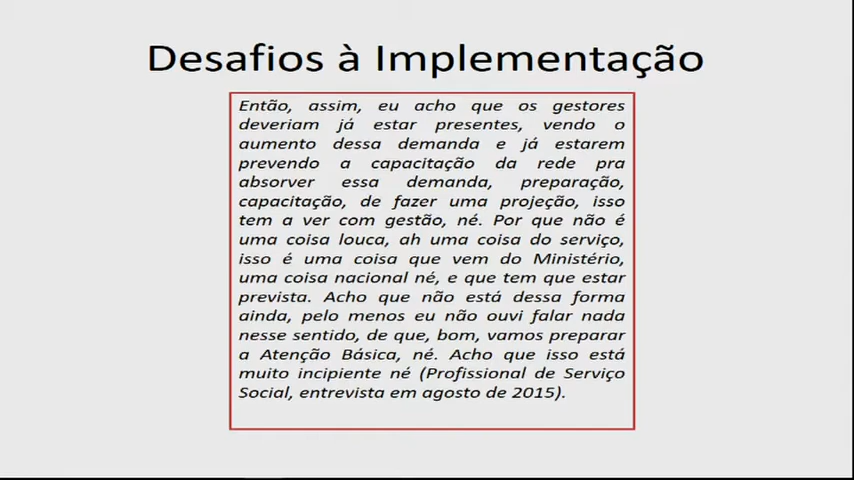 Desafios à Implementação
Então, assim, eu acho que os gestores
deveriam já estar presentes, vendo o
aumento dessa demanda e já estarem
prevendo a capacitação da rede pra
absorver essa demanda, preparação,
capacitação, de fazer uma projeção, isso
tem a ver com gestão, né. Por que não é
uma coisa louca, ah uma coisa do serviço,
isso é uma coisa que vem do Ministério,
uma coisa nacional né, e que tem que estar
prevista. Acho que não está dessa forma
ainda, pelo menos eu não ouvi falar nada
nesse sentido, de que, bom, vamos preparar
a Atenção Básica, né. Acho que isso está
muito incipiente né (Profissional de Serviço
Social, entrevista em agosto de 2015).